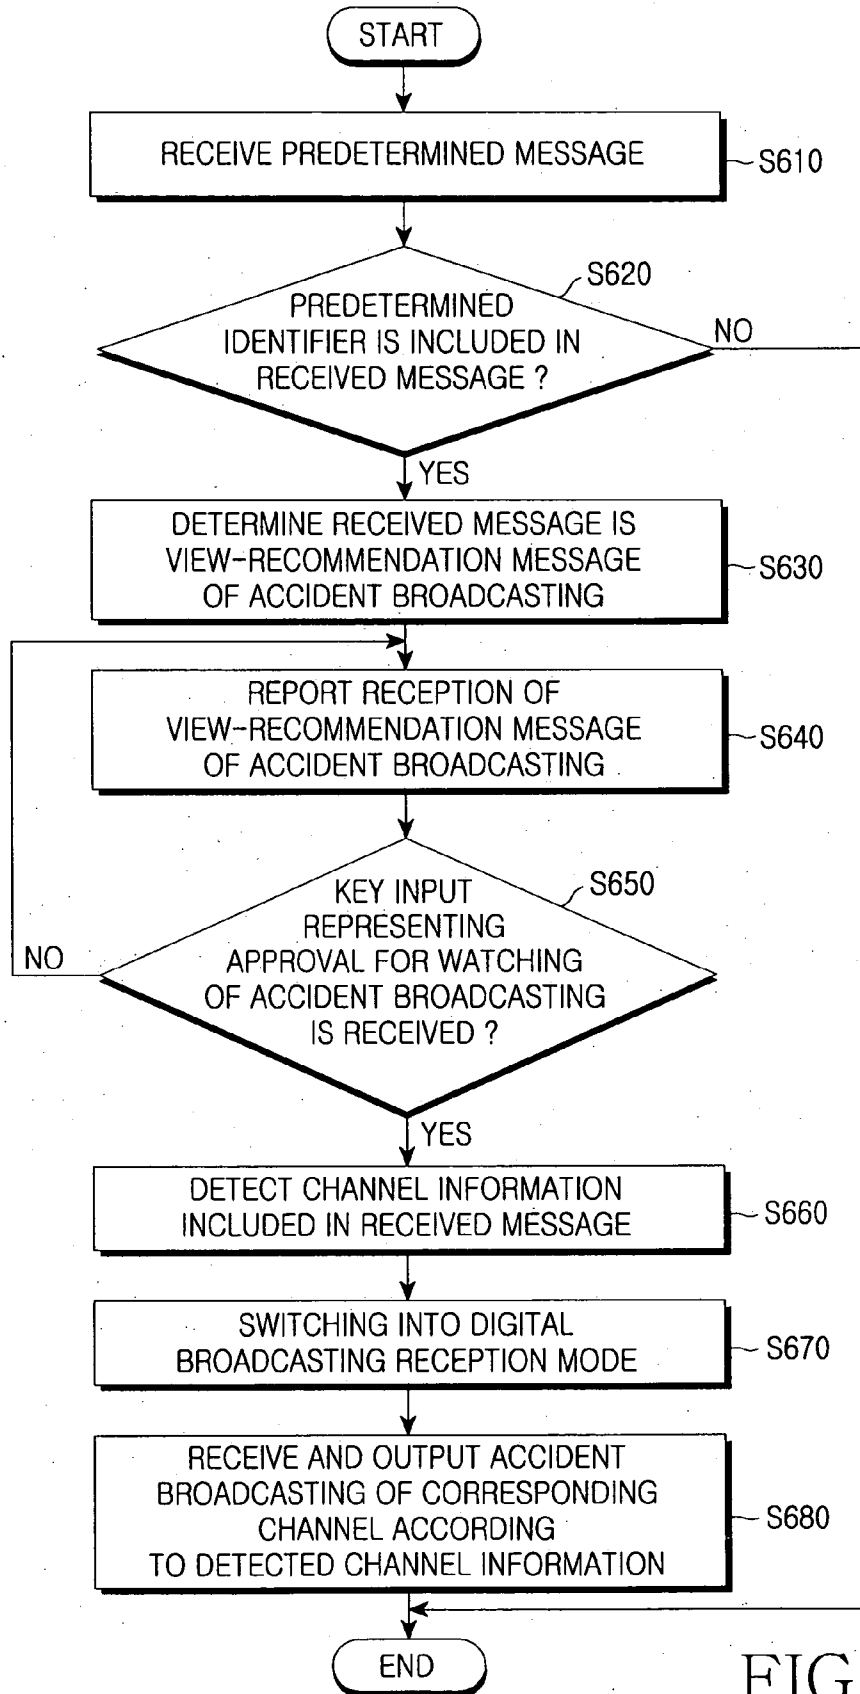 START
RECEIVE PREDETERMINED MESSAGE
S610
S620
PREDETERMINED
IDENTIFIER IS INCLUDED IN
RECEIVED MESSAGE ?
NO
YES
DETERMINE RECEIVED MESSAGE IS
VIEW-RECOMMENDATION MESSAGE
OF ACCIDENT BROADCASTING
S630
REPORT RECEPTION OF
VIEW-RECOMMENDATION MESSAGE
OF ACCIDENT BROADCASTING
S640
S650
KEY INPUT
REPRESENTING
APPROVAL FOR WATCHING
OF ACCIDENT BROADCASTING
IS RECEIVED ?
NO
YES
DETECT CHANNEL INFORMATION
INCLUDED IN RECEIVED MESSAGE
S660
SWITCHING INTO DIGITAL
BROADCASTING RECEPTION MODE
S670
RECEIVE AND OUTPUT ACCIDENT
BROADCASTING OF CORRESPONDING
CHANNEL ACCORDING
TO DETECTED CHANNEL INFORMATION
S680
END
FIG